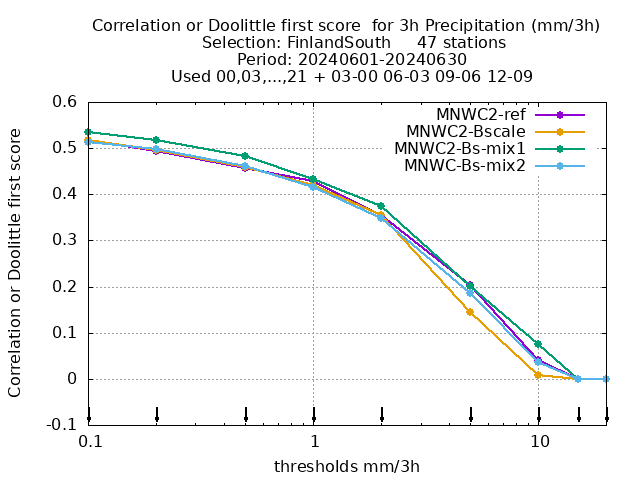 Correlation or Doolittle first score  for 3h Precipitation (mm/3h)
Selection: FinlandSouth     47 stations
Period: 20240601-20240630
Used 00,03,...,21 + 03-00 06-03 09-06 12-09
MNWC2-ref
MNWC2-Bscale
MNWC2-Bs-mix1
MNWC-Bs-mix2
Correlation or Doolittle first score
0.6
0.5
0.4
0.3
0.2
0.1
0
-0.1
0.1 1 10
thresholds mm/3h